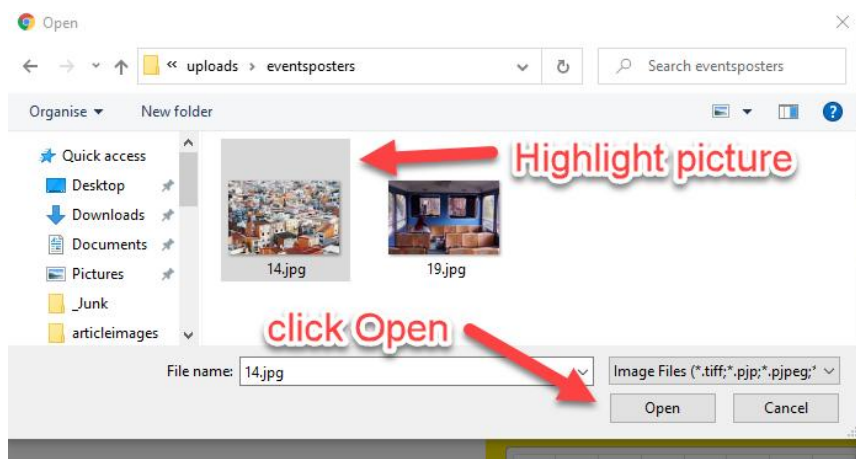 Open
« uploads › eventsposters
Search eventsposters
Organise
New folder
Quick access
Desktop
Downloads
Documents
Pictures
_Junk
articleimages
Highlight picture
14.jpg
19.jpg
click Open
File name:
14.jpg
Image Files (*.tiff;*.pjp;*.pjpeg;*
Open
Cancel